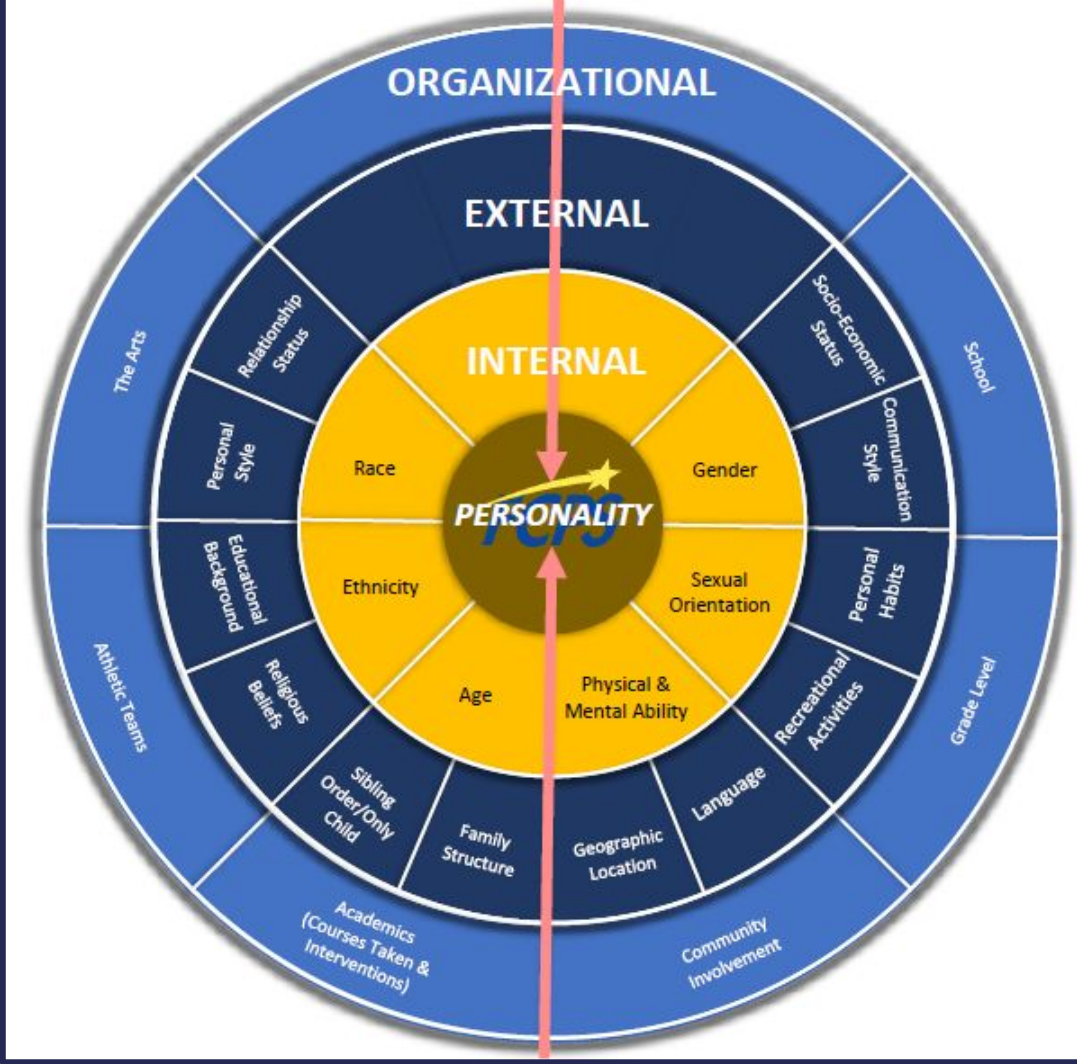 ORGANIZATIONAL
EXTERNAL
INTERNAL
PERSONALITY
FCPS
Race
Gender
Ethnicity
Sexual
Orientation
Age
Physical &
Mental Ability
Relationship
Status
Socio-Economic
Status
Personal
Style
Communication
Style
Educational
Background
Personal
Habits
Religious
Beliefs
Recreational
Activities
Sibling
Order/Only
Child
Family
Structure
Geographic
Location
Language
The Arts
School
Athletic Teams
Grade Level
Academics
(Courses Taken &
Interventions)
Community
Involvement